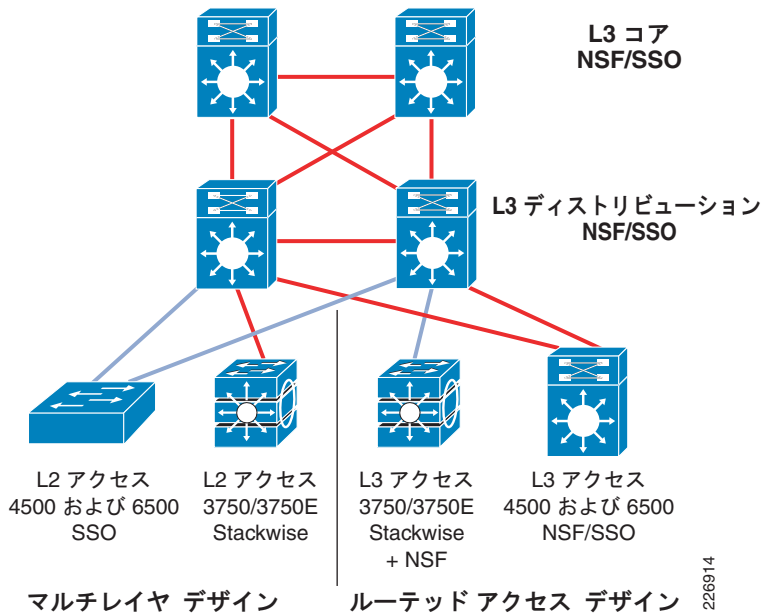 L3 コア
NSF/SSO
L3 ディストリビューション
NSF/SSO
L2 アクセス
4500 および 6500
SSO
L2 アクセス
3750/3750E
Stackwise
L3 アクセス
3750/3750E
Stackwise
+ NSF
L3 アクセス
4500 および 6500
NSF/SSO
マルチレイヤ デザイン
ルーテッド アクセス デザイン
226914